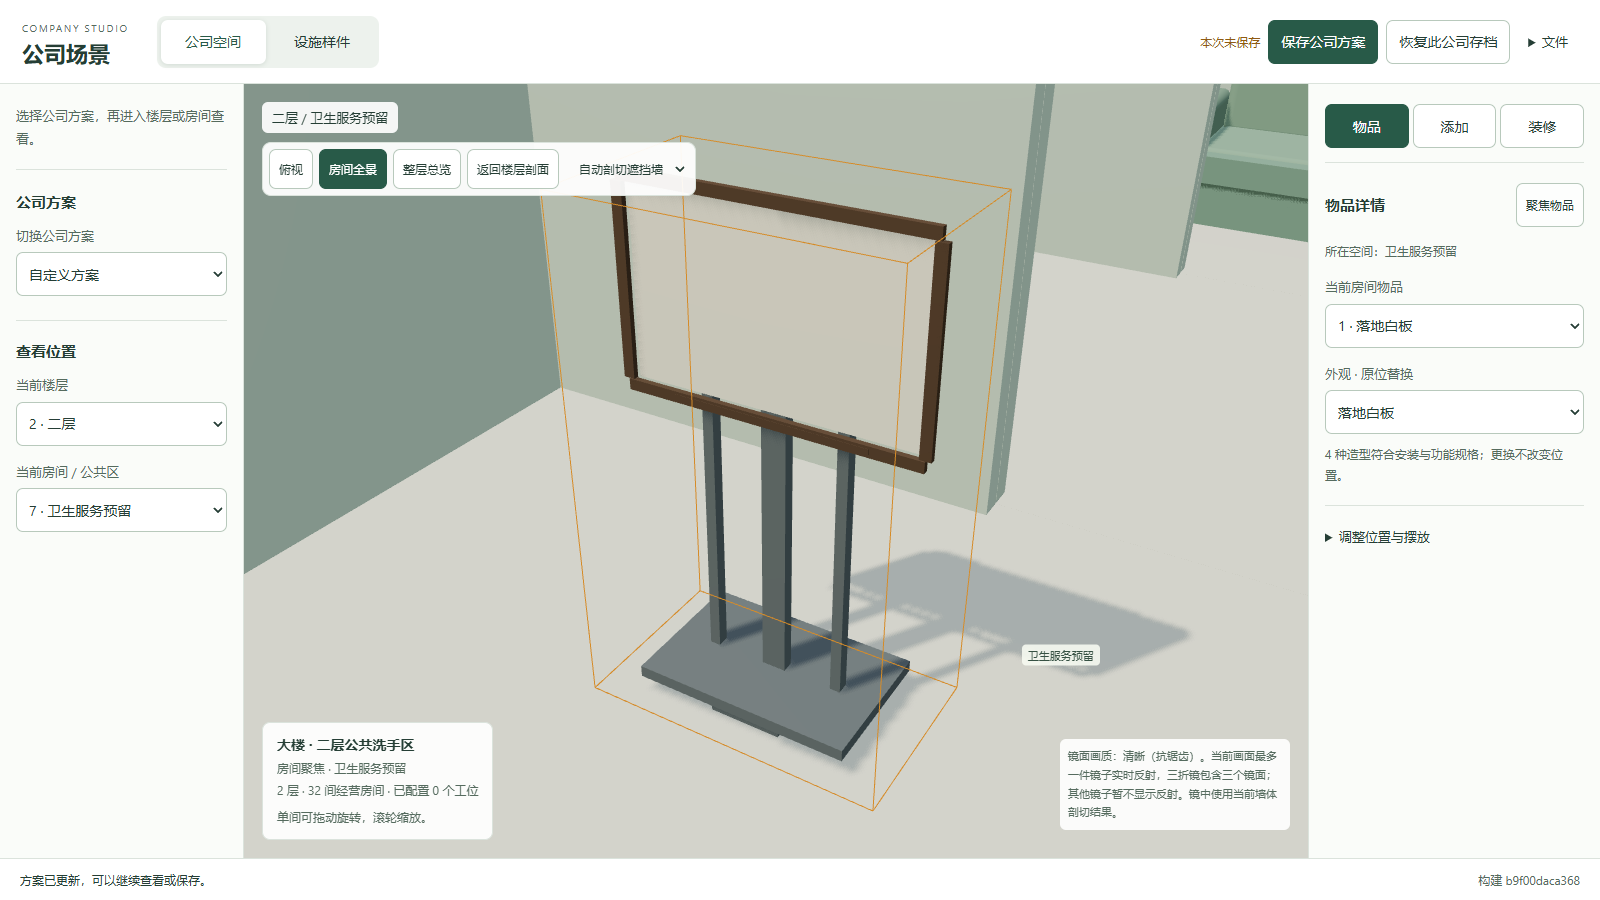 COMPANY STUDIO
公司场景
公司空间
设施样件
本次未保存
保存公司方案
恢复此公司存档
▶ 文件
选择公司方案，再进入楼层或房间查
看。
公司方案
切换公司方案
自定义方案
查看位置
当前楼层
2 · 二层
当前房间 / 公共区
7 · 卫生服务预留
二层 / 卫生服务预留
俯视
房间全景
整层总览
返回楼层剖面
自动剖切遮挡墙
卫生服务预留
大楼 · 二层公共洗手区
房间聚焦 · 卫生服务预留
2 层 · 32 间经营房间 · 已配置 0 个工位
单间可拖动旋转，滚轮缩放。
镜面画质：清晰（抗锯齿）。当前画面最多
一件镜子实时反射，三折镜包含三个镜面；
其他镜子暂不显示反射。镜中使用当前墙体
剖切结果。
物品
添加
装修
物品详情
聚焦物品
所在空间：卫生服务预留
当前房间物品
1 · 落地白板
外观 · 原位替换
落地白板
4 种造型符合安装与功能规格；更换不改变位
置。
▶ 调整位置与摆放
方案已更新，可以继续查看或保存。
构建 b9f00daca368